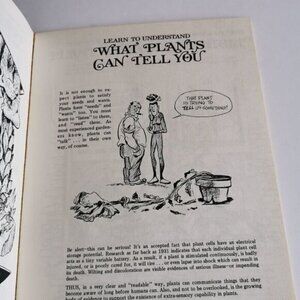 LEARN TO UNDERSTAND
WHAT PLANTS
CAN TELL YOU
It is not enough to ex-
pect plants to satisfy
your needs and wants.
Plants have "needs" and
"wants" too. You must
learn to "listen" to them,
and "read" them. As
most experienced garden-
ers know, plants can
"talk" . . . in their own
way, of course.
THAT PLANT
IS TRYING TO
TELL US SOMETHING!
Be alert—this can be serious! It's an accepted fact that plant cells have an electrical
storage potential. Research as far back as 1931 indicates that each individual plant cell
acts as a tiny variable battery. As a result, if a plant is stimulated continuously, is badly
injured, or is poorly cared for, it will tire . . . or even lapse into shock which can result in
its death. Wilting and discoloration are visible evidences of serious illness—or impending
death.
THUS, in a very clear and "readable" way, plants can communicate things that they
become aware of long before humans do. Also, and not to be overlooked, is the growing
body of evidence to support the existence of extra-sensory capability in plants.